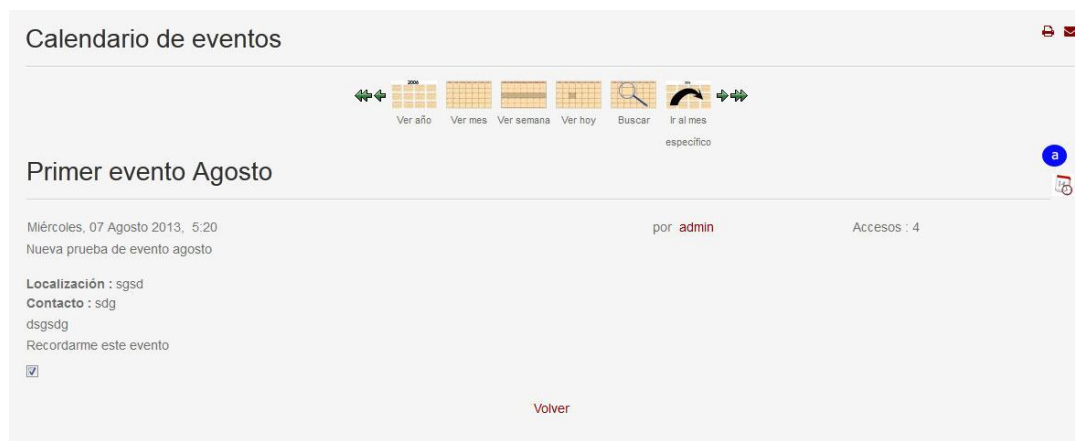 Calendario de eventos
2006
Ver año Ver mes Ver semana Ver hoy Buscar Ir al mes específico
a
Primer evento Agosto
Miércoles, 07 Agosto 2013, 5:20 por admin Accesos : 4
Nueva prueba de evento agosto
Localización : sgsd
Contacto : sdg
dsgsdg
Recordarme este evento
Volver